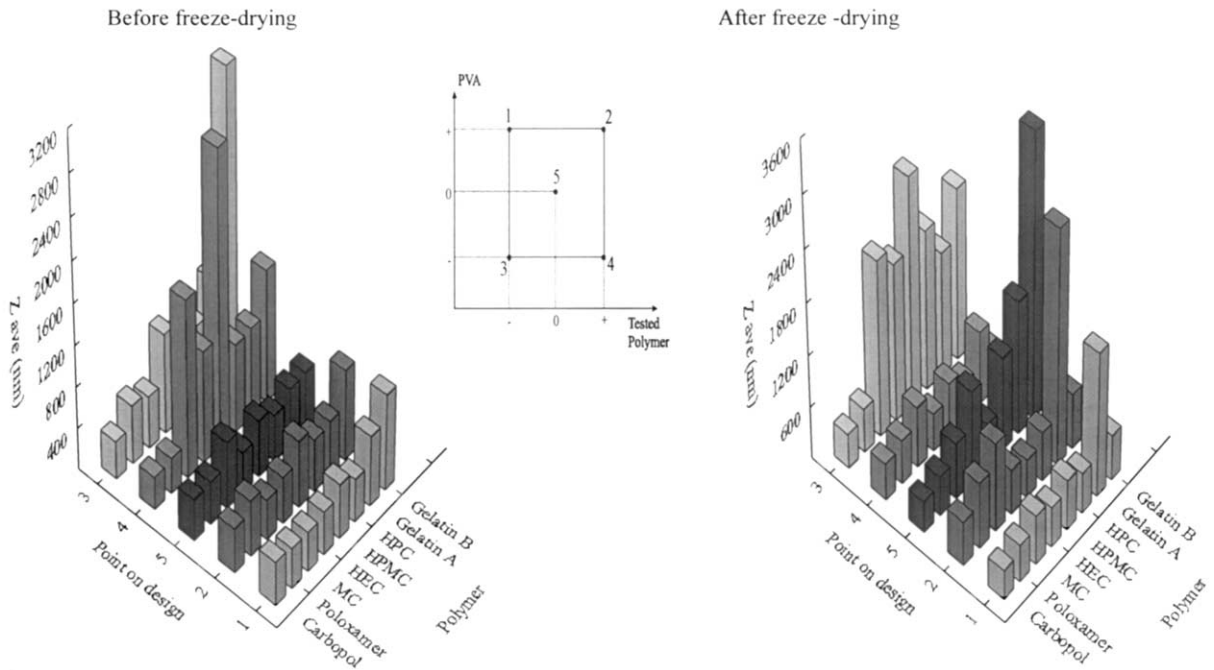 Before freeze-drying
After freeze -drying
3200
2800
2400
2000
1600
1200
800
400
Z ave (nm)
3
4
5
2
1
Point on design
Gelatin B
Gelatin A
HPC
HPMC
HEC
MC
Poloxamer
Carbopol
Polymer
PVA
1
2
+
5
0
3
4
-
-
0
+
Tested
Polymer
3600
3000
2400
1800
1200
600
Z ave (nm)
3
4
5
2
1
Point on design
Gelatin B
Gelatin A
HPC
HPMC
HEC
MC
Poloxamer
Carbopol
Polymer